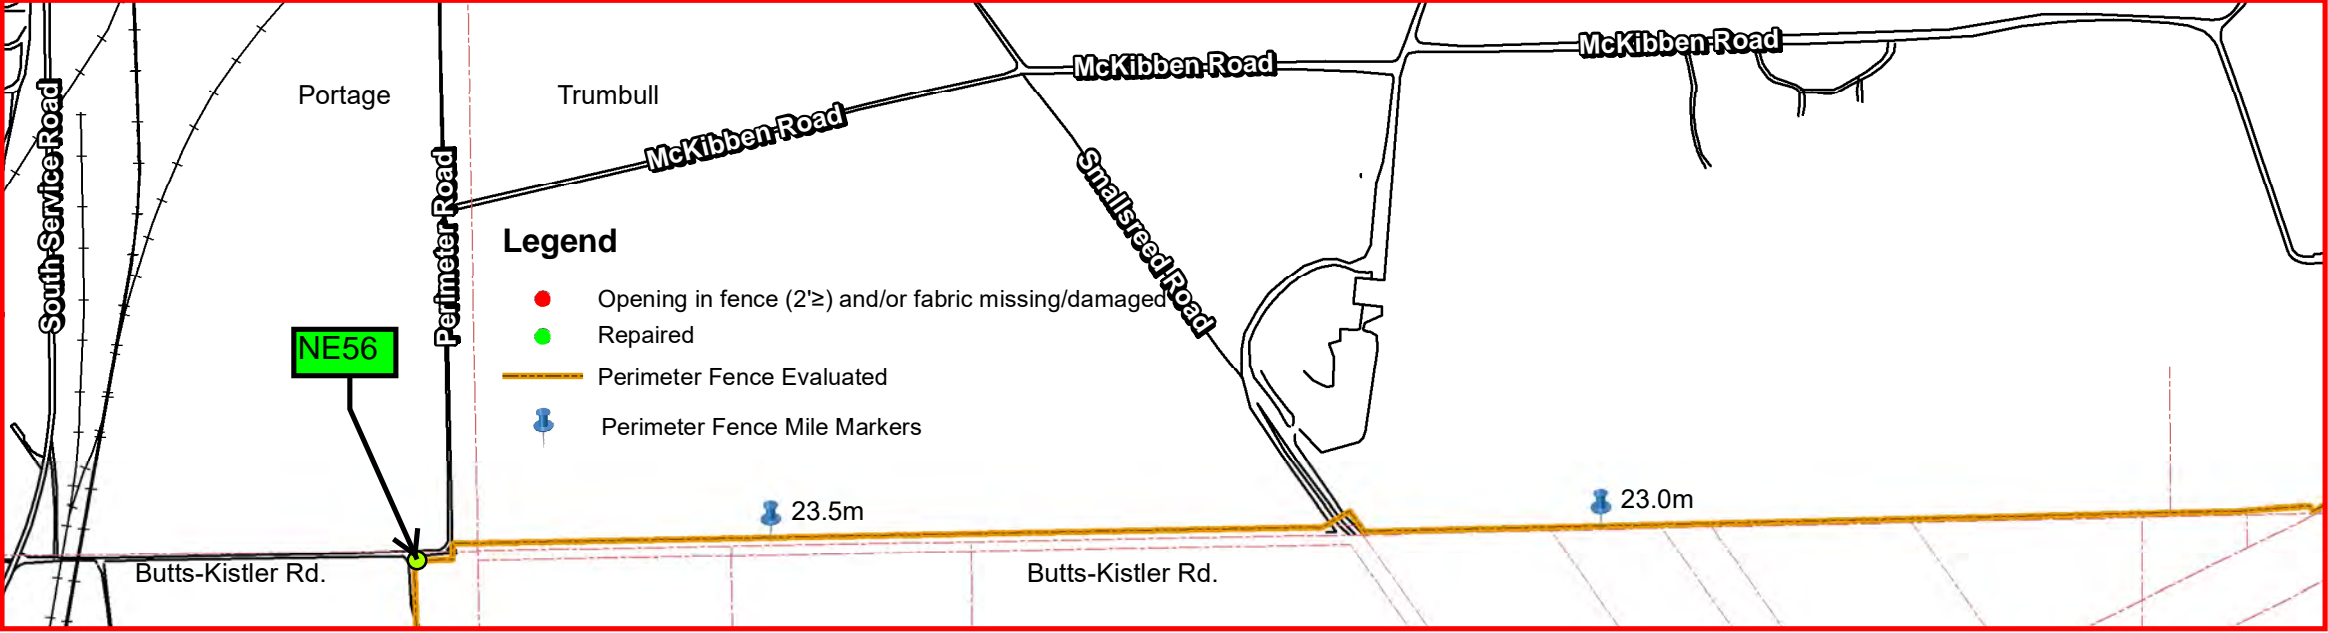 McKibben Road
McKibben Road
Portage
Trumbull
McKibben Road
South Service Road
Perimeter Road
Smallsreed Road
Legend
Opening in fence (2'≥) and/or fabric missing/damaged
Repaired
Perimeter Fence Evaluated
Perimeter Fence Mile Markers
NE56
23.5m
23.0m
Butts-Kistler Rd.
Butts-Kistler Rd.